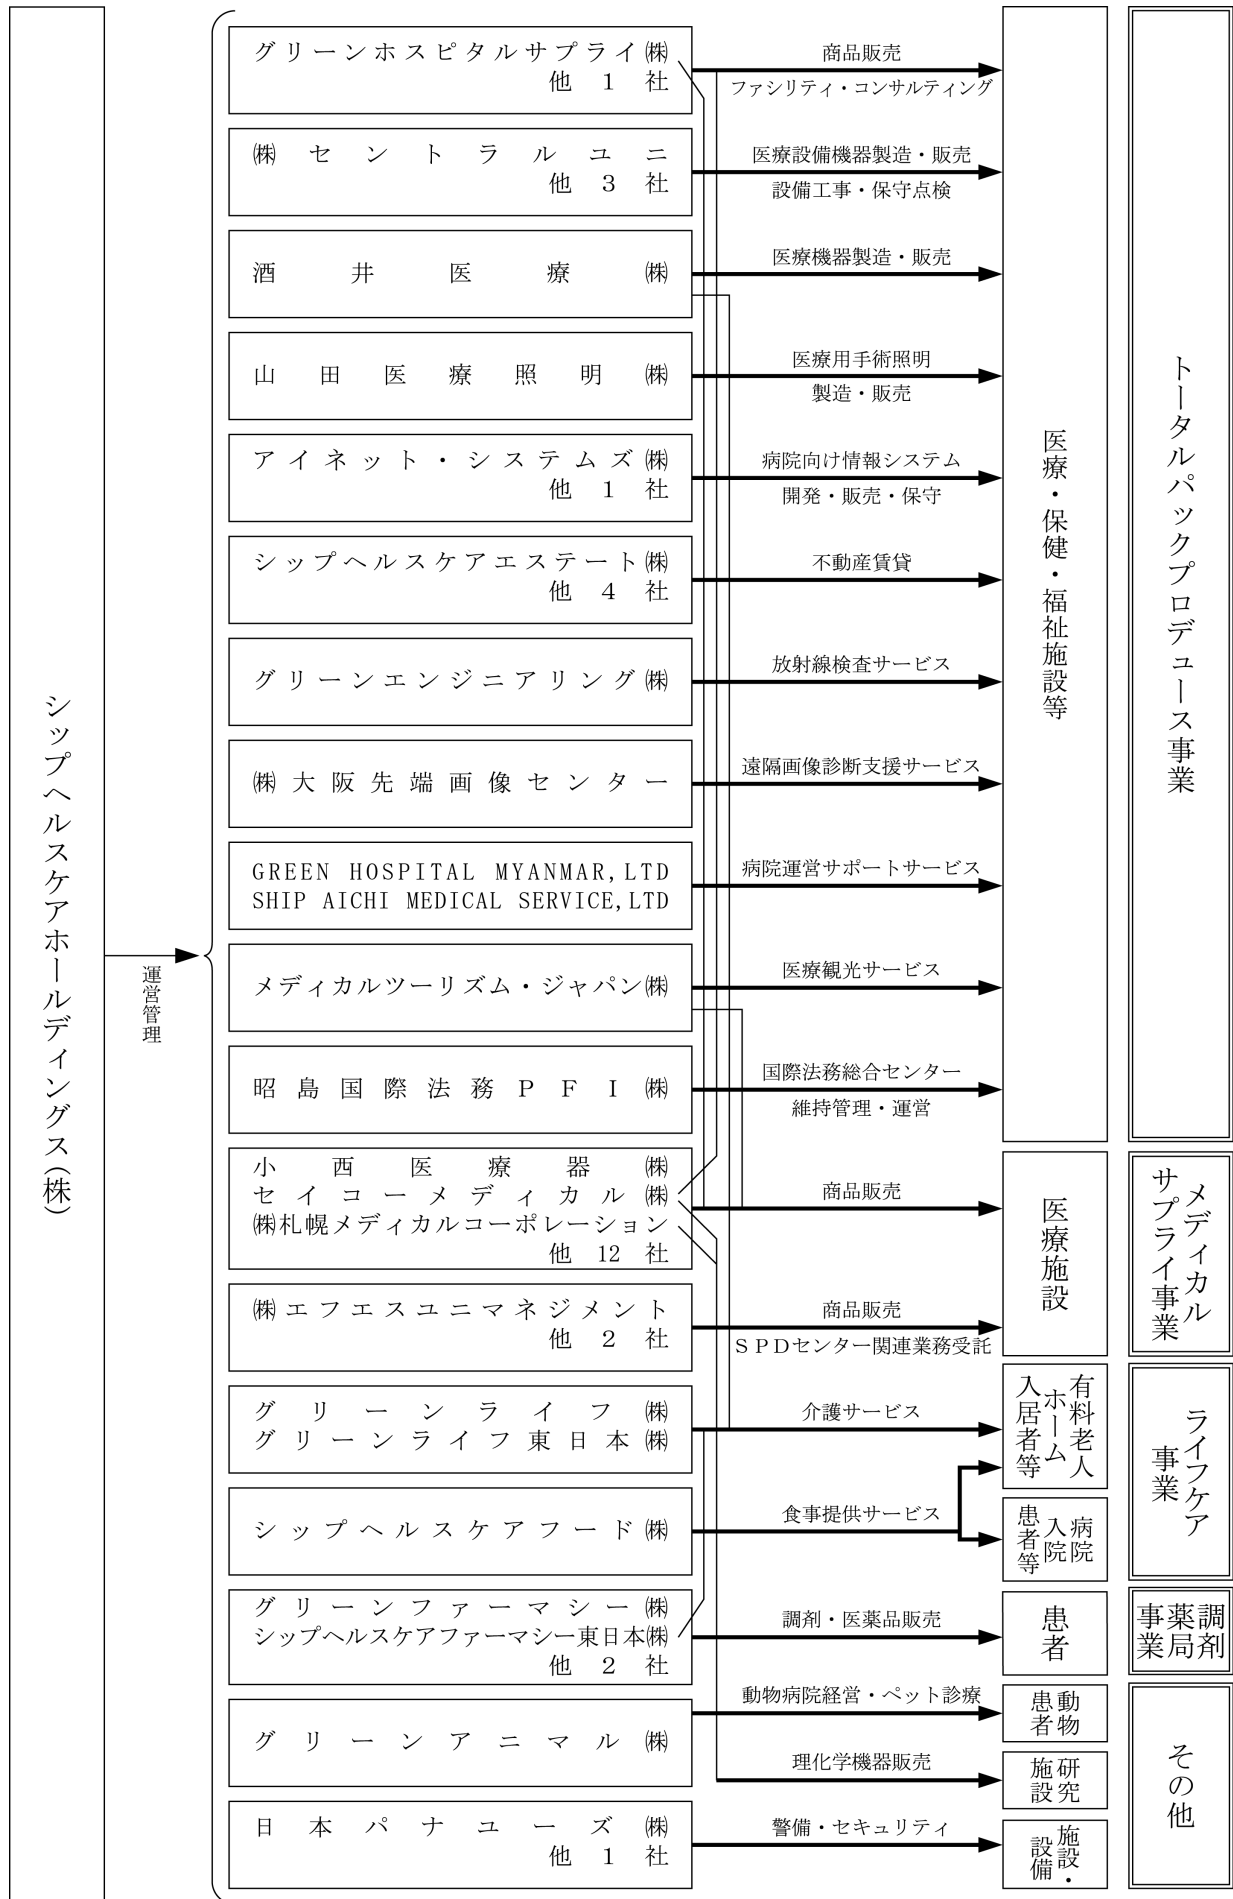 シップヘルスケアホールディングス(株)
運営管理
グリーンホスピタルサプライ㈱
他1社
商品販売
ファシリティ・コンサルティング
㈱セントラルユニ
他3社
医療設備機器製造・販売
設備工事・保守点検
酒井医療㈱
医療機器製造・販売
山田医療照明㈱
医療用手術照明
製造・販売
アイネット・システムズ㈱
他1社
病院向け情報システム
開発・販売・保守
シップヘルスケアエステート㈱
他4社
不動産賃貸
グリーンエンジニアリング㈱
放射線検査サービス
㈱大阪先端画像センター
遠隔画像診断支援サービス
GREEN HOSPITAL MYANMAR,LTD
SHIP AICHI MEDICAL SERVICE,LTD
病院運営サポートサービス
メディカルツーリズム・ジャパン㈱
医療観光サービス
昭島国際法務PFI㈱
国際法務総合センター
維持管理・運営
医療・保健・福祉施設等
トータルパックプロデュース事業
小西医療器㈱
セイコーメディカル㈱
㈱札幌メディカルコーポレーション
他12社
商品販売
㈱エフエスユニマネジメント
他2社
商品販売
SPDセンター関連業務受託
医療施設
メディカル
サプライ事業
グリーンライフ㈱
グリーンライフ東日本㈱
介護サービス
有料老人
ホーム
入居者等
シップヘルスケアフード㈱
食事提供サービス
病院
入院
患者等
ライフケア
事業
グリーンファーマシー㈱
シップヘルスケアファーマシー東日本㈱
他2社
調剤・医薬品販売
患者
調剤
薬局
事業
グリーンアニマル㈱
動物病院経営・ペット診療
動物
患者
理化学機器販売
研究
施設
日本パナユーズ㈱
他1社
警備・セキュリティ
施設・
設備
その他